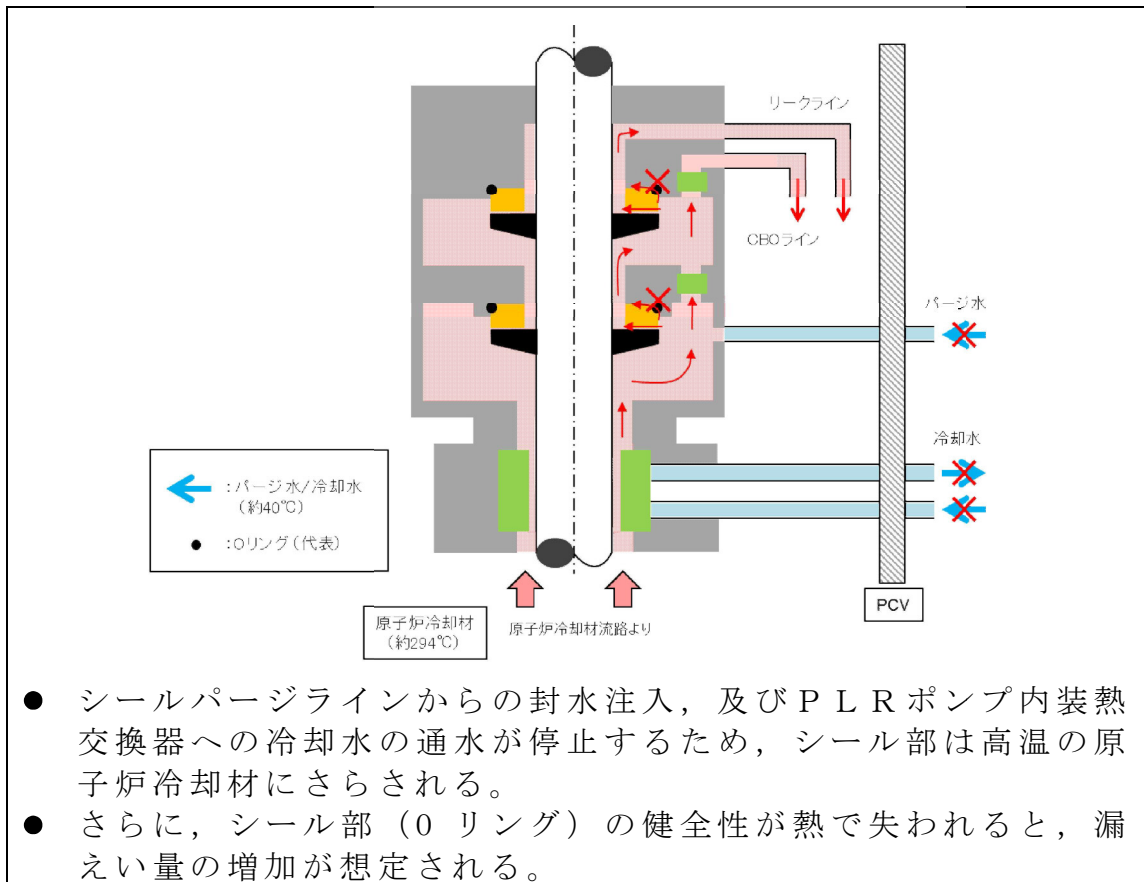 リークライン
CBOライン
パージ水
冷却水
:パージ水/冷却水
(約40℃)
:Oリング(代表)
PCV
原子炉冷却材
(約294℃)
原子炉冷却材流路より
● シールパージラインからの封水注入，及びＰＬＲポンプ内装熱
交換器への冷却水の通水が停止するため，シール部は高温の原
子炉冷却材にさらされる。
● さらに，シール部（O リング）の健全性が熱で失われると，漏
えい量の増加が想定される。